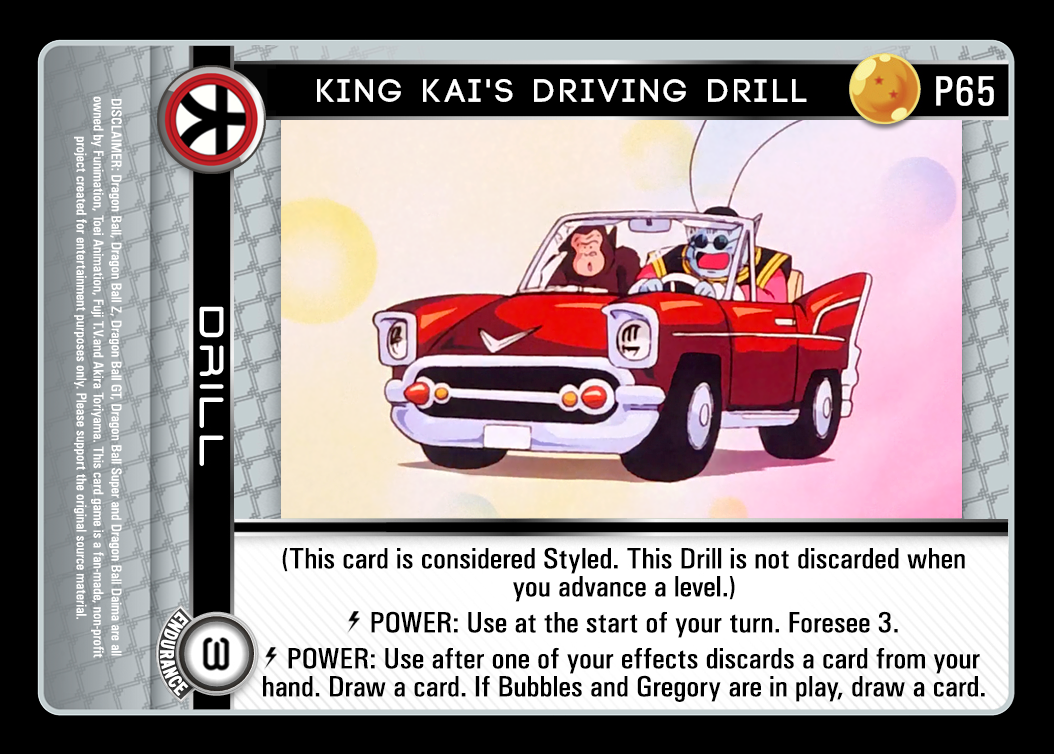 KING KAI'S DRIVING DRILL
P65
DISCLAIMER: Dragon Ball, Dragon Ball Z, Dragon Ball GT, Dragon Ball Super and Dragon Ball Daima are all
owned by Funimation, Toei Animation, Fuji T.V.and Akira Toriyama. This card game is a fan-made, non-profit
project created for entertainment purposes only. Please support the original source material.
DRILL
(This card is considered Styled. This Drill is not discarded when
you advance a level.)
POWER: Use at the start of your turn. Foresee 3.
POWER: Use after one of your effects discards a card from your
hand. Draw a card. If Bubbles and Gregory are in play, draw a card.
ENDURANCE
3